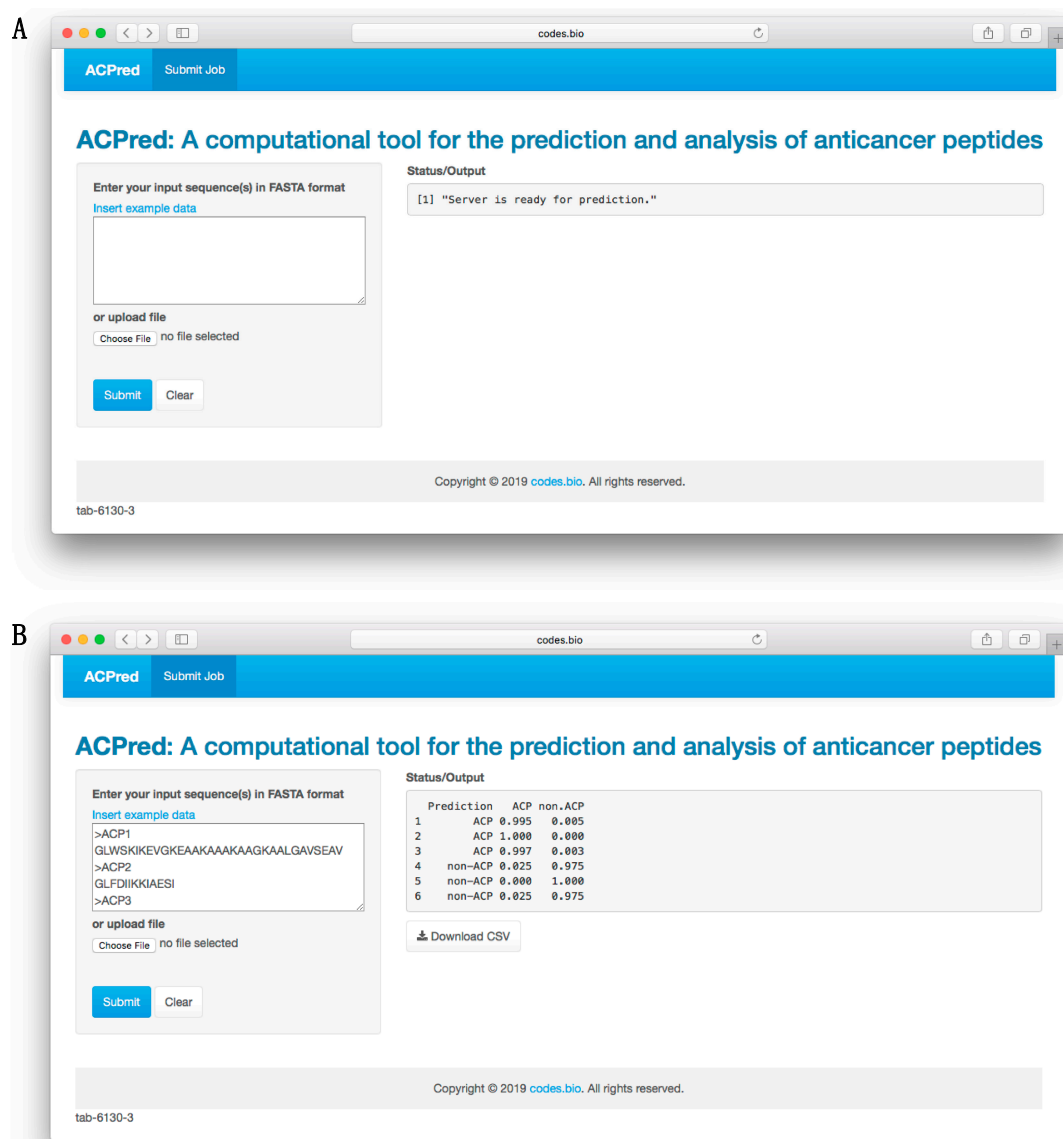 A
codes.bio
ACPred Submit Job
ACPred: A computational tool for the prediction and analysis of anticancer peptides
Enter your input sequence(s) in FASTA format
Insert example data
or upload file
Choose File no file selected
Submit Clear
Status/Output
[1] "Server is ready for prediction."
Copyright © 2019 codes.bio. All rights reserved.
tab-6130-3
B
codes.bio
ACPred Submit Job
ACPred: A computational tool for the prediction and analysis of anticancer peptides
Enter your input sequence(s) in FASTA format
Insert example data
>ACP1
GLWSKIKEVGKEAAKAAAKAAGKAALGAVSEAV
>ACP2
GLFDIIKKIAESI
>ACP3
or upload file
Choose File no file selected
Submit Clear
Status/Output
Prediction ACP non.ACP
1 ACP 0.995 0.005
2 ACP 1.000 0.000
3 ACP 0.997 0.003
4 non-ACP 0.025 0.975
5 non-ACP 0.000 1.000
6 non-ACP 0.025 0.975
Download CSV
Copyright © 2019 codes.bio. All rights reserved.
tab-6130-3